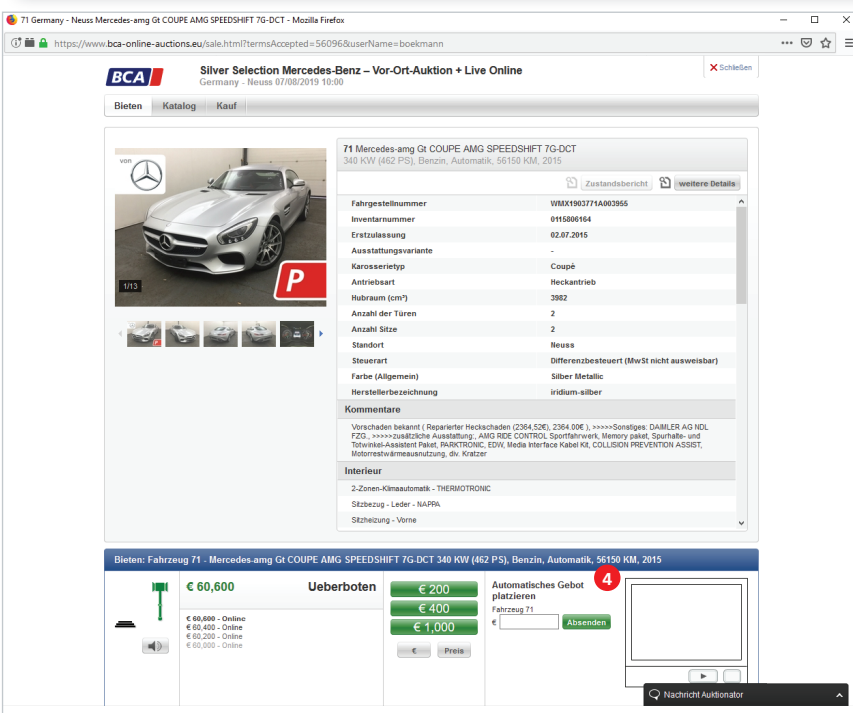 71 Germany - Neuss Mercedes-amg Gt COUPE AMG SPEEDSHIFT 7G-DCT - Mozilla Firefox
https://www.bca-online-auctions.eu/sale.html?termsAccepted=56096&userName=boekmann
BCA
Silver Selection Mercedes-Benz – Vor-Ort-Auktion + Live Online
Germany - Neuss 07/08/2019 10:00
Schließen
Bieten Katalog Kauf
von
P
1/13
71 Mercedes-amg Gt COUPE AMG SPEEDSHIFT 7G-DCT
340 KW (462 PS), Benzin, Automatik, 56150 KM, 2015
Zustandsbericht weitere Details
Fahrgestellnummer WMX1903771A003955
Inventarnummer 0115806164
Erstzulassung 02.07.2015
Ausstattungsvariante -
Karosserietyp Coupé
Antriebsart Heckantrieb
Hubraum (cm³) 3982
Anzahl der Türen 2
Anzahl Sitze 2
Standort Neuss
Steuerart Differenzbesteuert (MwSt nicht ausweisbar)
Farbe (Allgemein) Silber Metallic
Herstellerbezeichnung iridium-silber
Kommentare
Vorschaden bekannt ( Reparierter Heckschaden (2364,52€), 2364.00€ ), >>>>>Sonstiges: DAIMLER AG NDL
FZG., >>>>>zusätzliche Ausstattung:, AMG RIDE CONTROL Sportfahrwerk, Memory paket, Spurhalte- und
Totwinkel-Assistent Paket, PARKTRONIC, EDW, Media Interface Kabel Kit, COLLISION PREVENTION ASSIST,
Motorrestwärmeausnutzung, div. Kratzer
Interieur
2-Zonen-Klimaautomatik - THERMOTRONIC
Sitzbezug - Leder - NAPPA
Sitzheizung - Vorne
Bieten: Fahrzeug 71 - Mercedes-amg Gt COUPE AMG SPEEDSHIFT 7G-DCT 340 KW (462 PS), Benzin, Automatik, 56150 KM, 2015
€ 60,600 Ueberboten
€ 60,600 - Online
€ 60,400 - Online
€ 60,200 - Online
€ 60,000 - Online
€ 200
€ 400
€ 1,000
€ Preis
Automatisches Gebot
platzieren
4
Fahrzeug 71
€ Absenden
Nachricht Auktionator